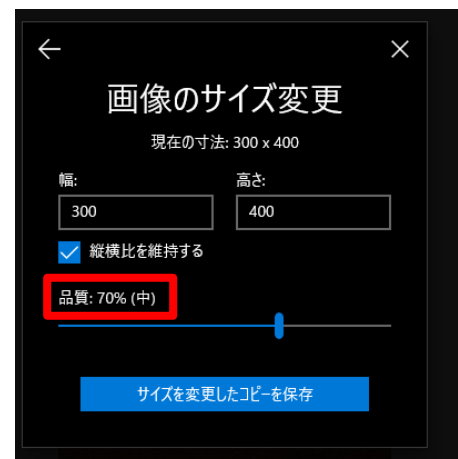 画像のサイズ変更
現在の寸法: 300 x 400
幅: 高さ:
300 400
縦横比を維持する
品質: 70% (中)
サイズを変更したコピーを保存